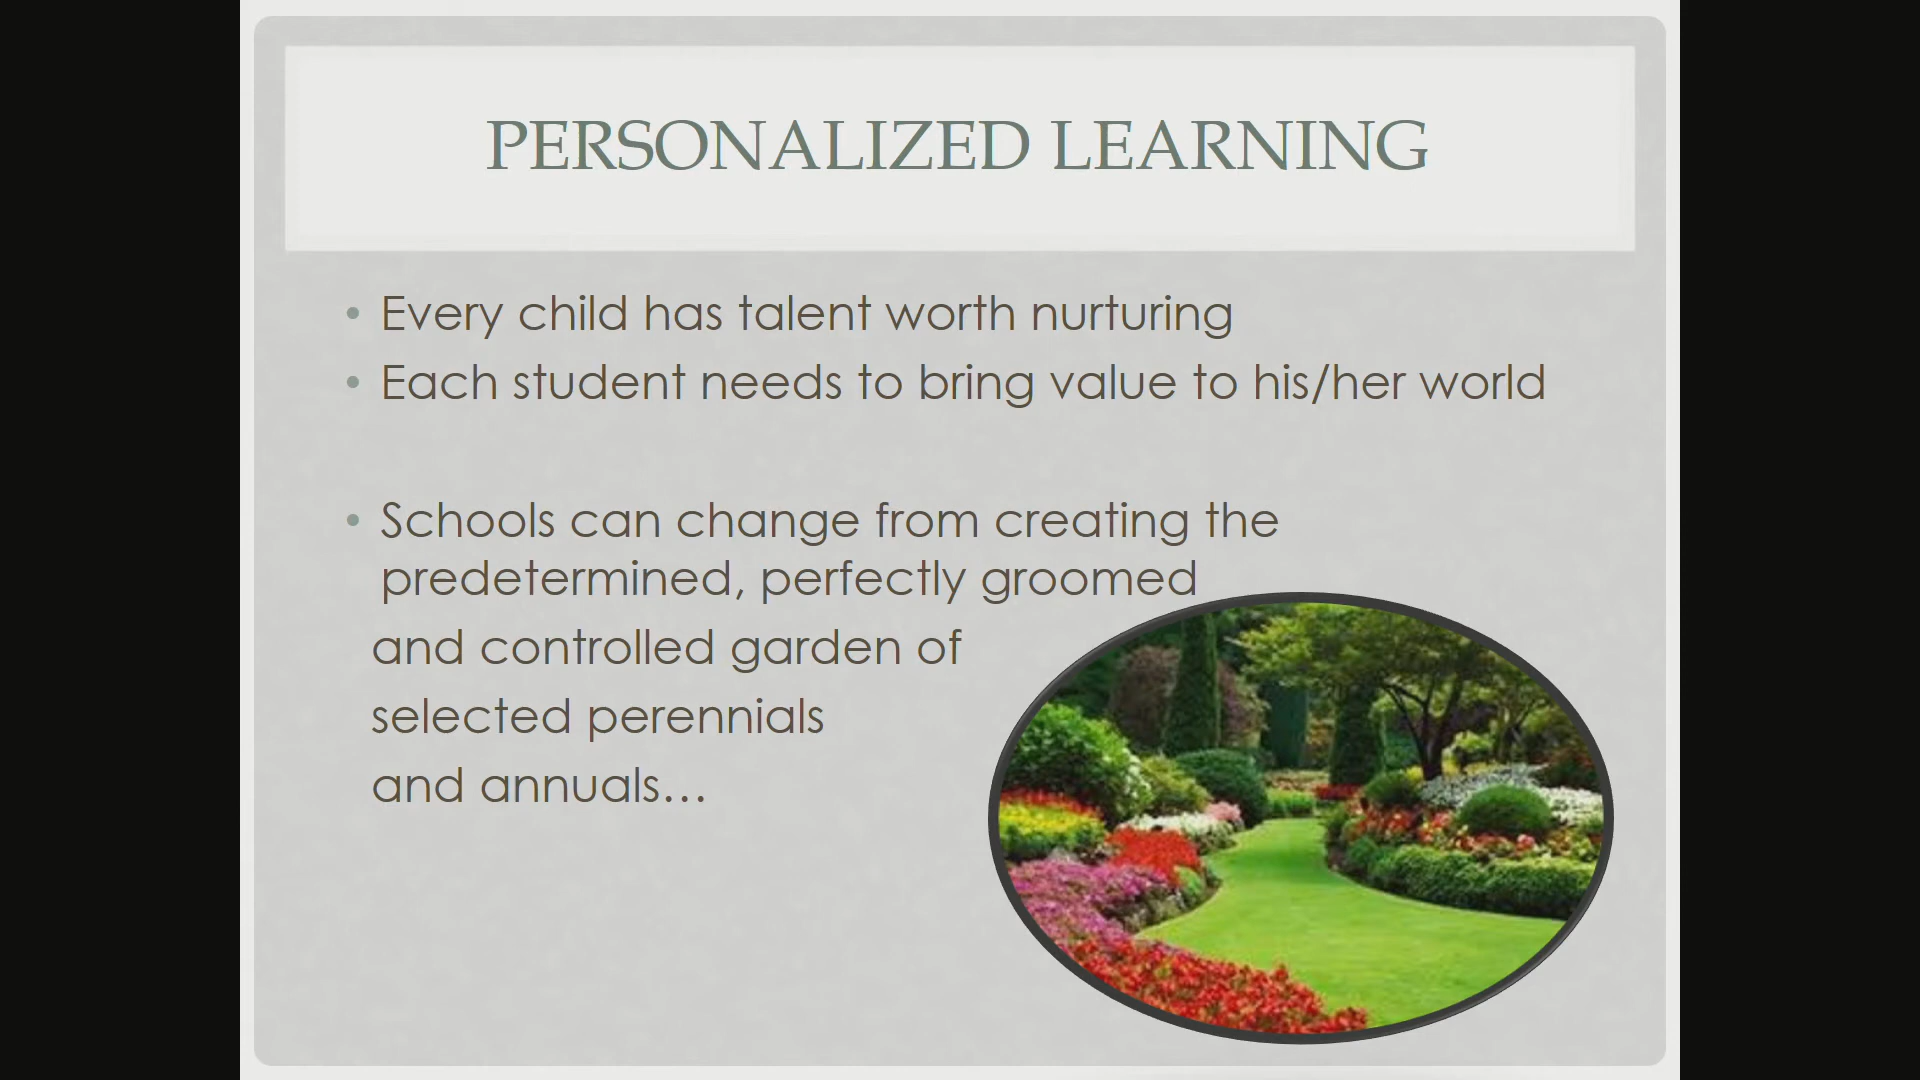 PERSONALIZED LEARNING
• Every child has talent worth nurturing
• Each student needs to bring value to his/her world
• Schools can change from creating the
predetermined, perfectly groomed
and controlled garden of
selected perennials
and annuals…